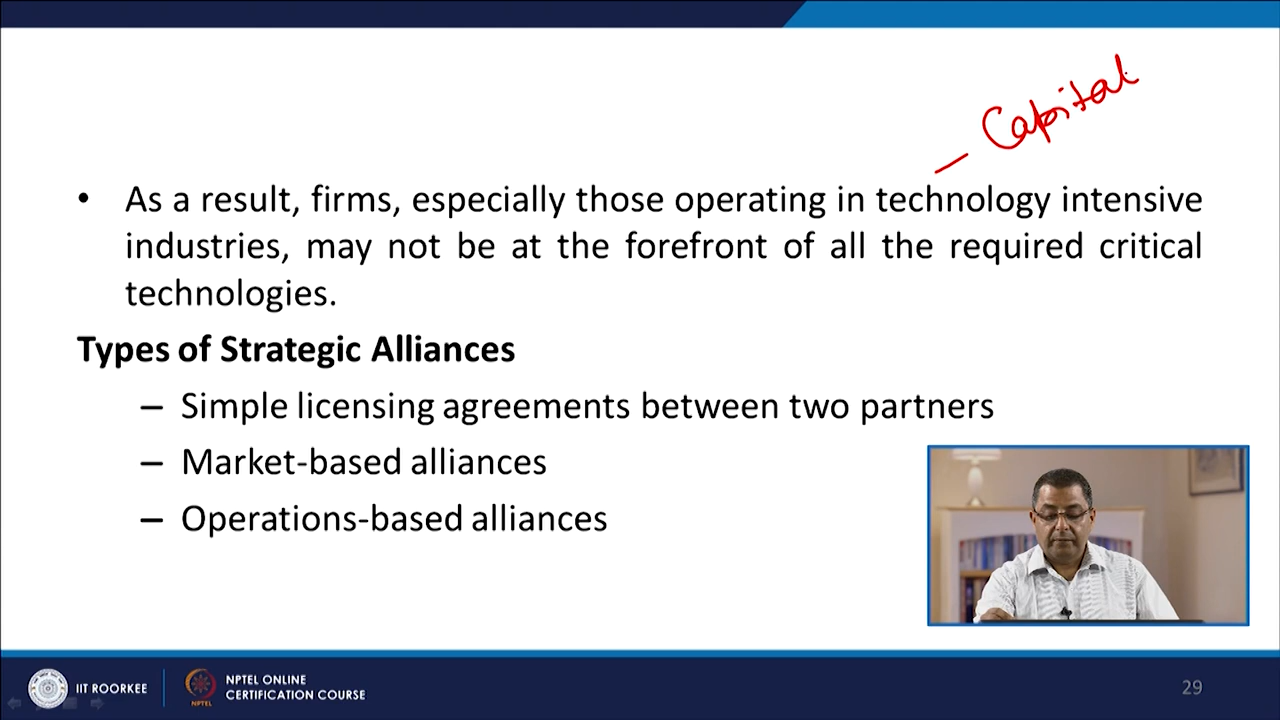 – Capital
• As a result, firms, especially those operating in technology intensive
industries, may not be at the forefront of all the required critical
technologies.
Types of Strategic Alliances
– Simple licensing agreements between two partners
– Market-based alliances
– Operations-based alliances
IIT ROORKEE
NPTEL
NPTEL ONLINE
CERTIFICATION COURSE
29